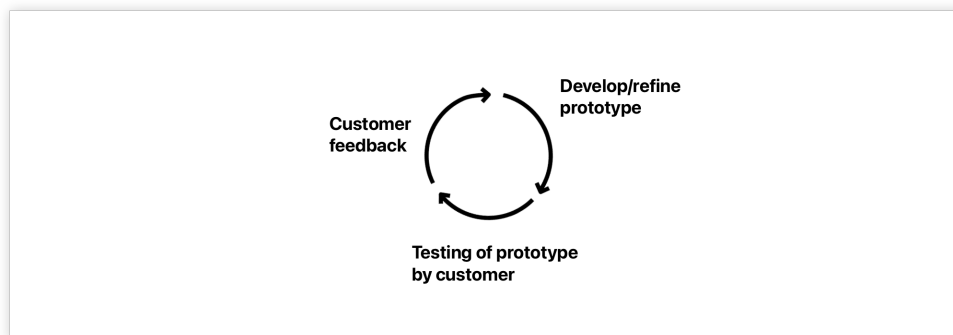 Develop/refine
prototype
Customer
feedback
Testing of prototype
by customer